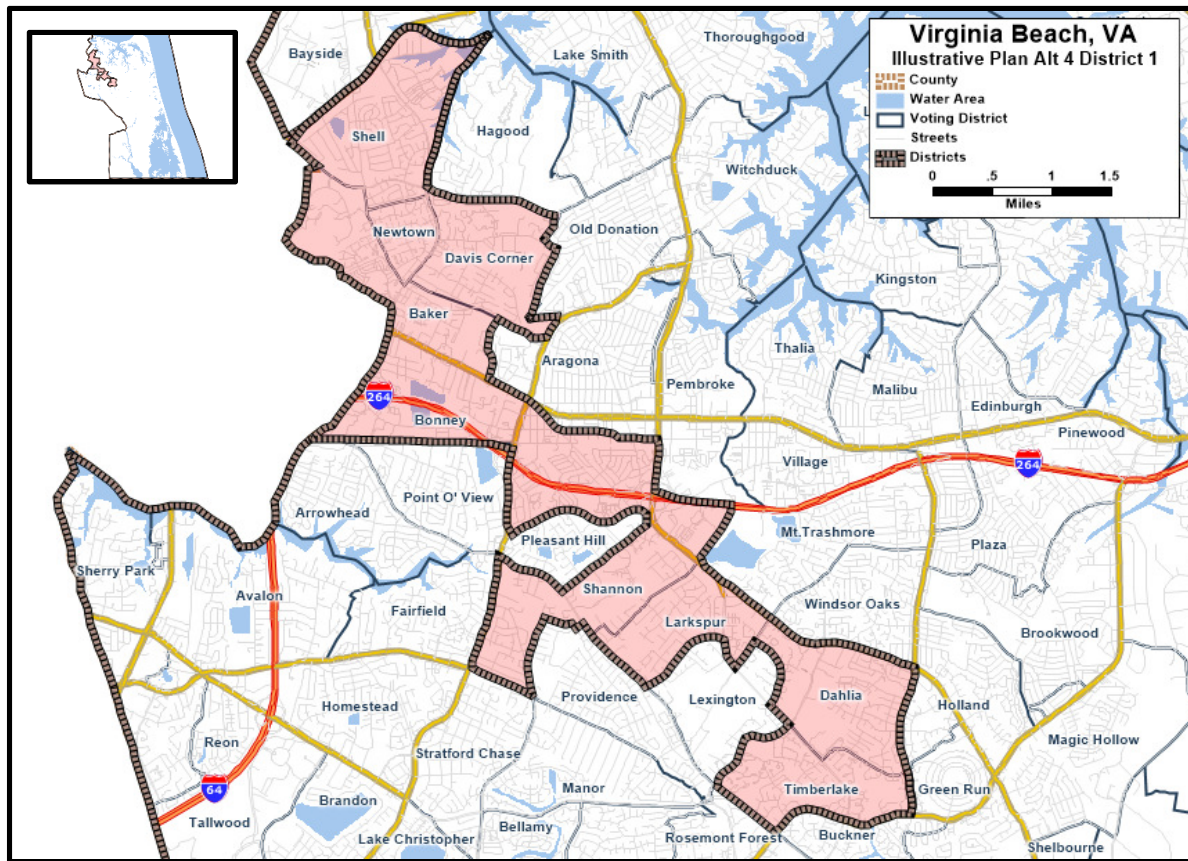 Virginia Beach, VA
Illustrative Plan Alt 4 District 1
County
Water Area
Voting District
Streets
Districts
0 .5 1 1.5
Miles
Bayside
Lake Smith
Thoroughgood
Shell
Hagood
Witchduck
Newtown
Old Donation
Davis Corner
Kingston
Baker
Thalia
Aragona
Pembroke
Malibu
264
Edinburgh
Bonney
Pinewood
Village
264
Point O' View
Arrowhead
Pleasant Hill
Mt.Trashmore
Plaza
Sherry Park
Avalon
Fairfield
Shannon
Windsor Oaks
Larkspur
Brookwood
Providence
Lexington
Dahlia
Homestead
Holland
Reon
Stratford Chase
Magic Hollow
64
Brandon
Manor
Timberlake
Green Run
Tallwood
Lake Christopher
Bellamy
Rosemont Forest
Buckner
Shelbourne